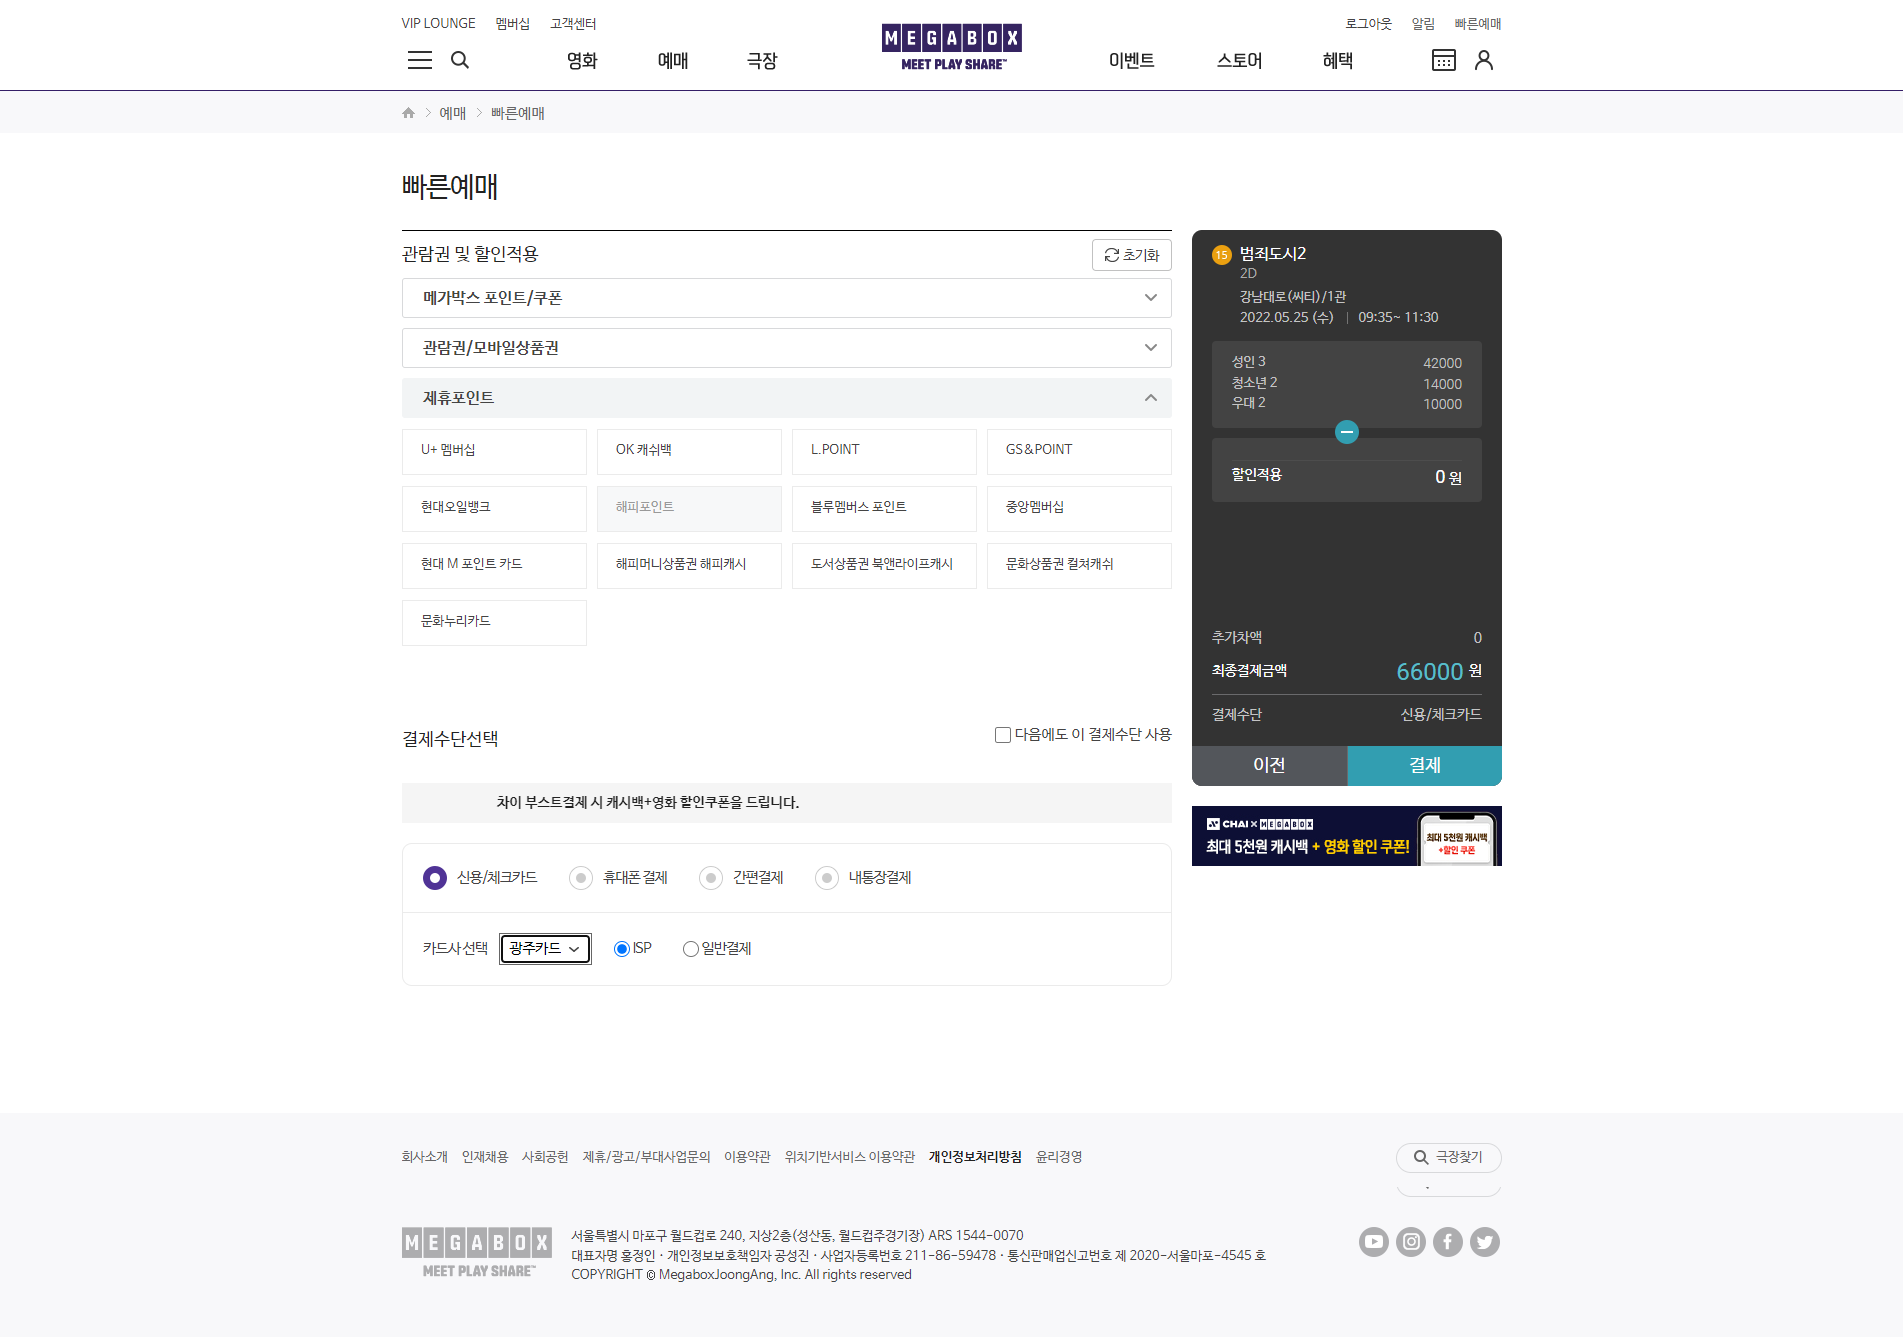 VIP LOUNGE 멤버십 고객센터
로그아웃 알림 빠른예매
MEGABOX
MEET PLAY SHARE™
영화 예매 극장 이벤트 스토어 혜택
예매 빠른예매
빠른예매
관람권 및 할인적용
초기화
메가박스 포인트/쿠폰
관람권/모바일상품권
제휴포인트
U+ 멤버십 OK 캐쉬백 L.POINT GS&POINT
현대오일뱅크 해피포인트 블루멤버스 포인트 중앙멤버십
현대 M 포인트 카드 해피머니상품권 해피캐시 도서상품권 북앤라이프캐시 문화상품권 컬쳐캐쉬
문화누리카드
결제수단선택
다음에도 이 결제수단 사용
차이 부스트결제 시 캐시백+영화 할인쿠폰을 드립니다.
신용/체크카드 휴대폰 결제 간편결제 내통장결제
카드사 선택 광주카드 ISP 일반결제
15 범죄도시2
2D
강남대로(씨티)/1관
2022.05.25 (수) | 09:35~ 11:30
성인 3 42000
청소년 2 14000
우대 2 10000
할인적용 0 원
추가차액 0
최종결제금액 66000 원
결제수단 신용/체크카드
이전 결제
CHAI × MEGABOX
최대 5천원 캐시백 + 영화 할인 쿠폰!
최대 5천원 캐시백
+할인 쿠폰
회사소개 인재채용 사회공헌 제휴/광고/부대사업문의 이용약관 위치기반서비스 이용약관 개인정보처리방침 윤리경영
극장찾기
MEGABOX
MEET PLAY SHARE™
서울특별시 마포구 월드컵로 240, 지상2층(성산동, 월드컵주경기장) ARS 1544-0070
대표자명 홍정인 · 개인정보보호책임자 공성진 · 사업자등록번호 211-86-59478 · 통신판매업신고번호 제 2020-서울마포-4545 호
COPYRIGHT © MegaboxJoongAng, Inc. All rights reserved